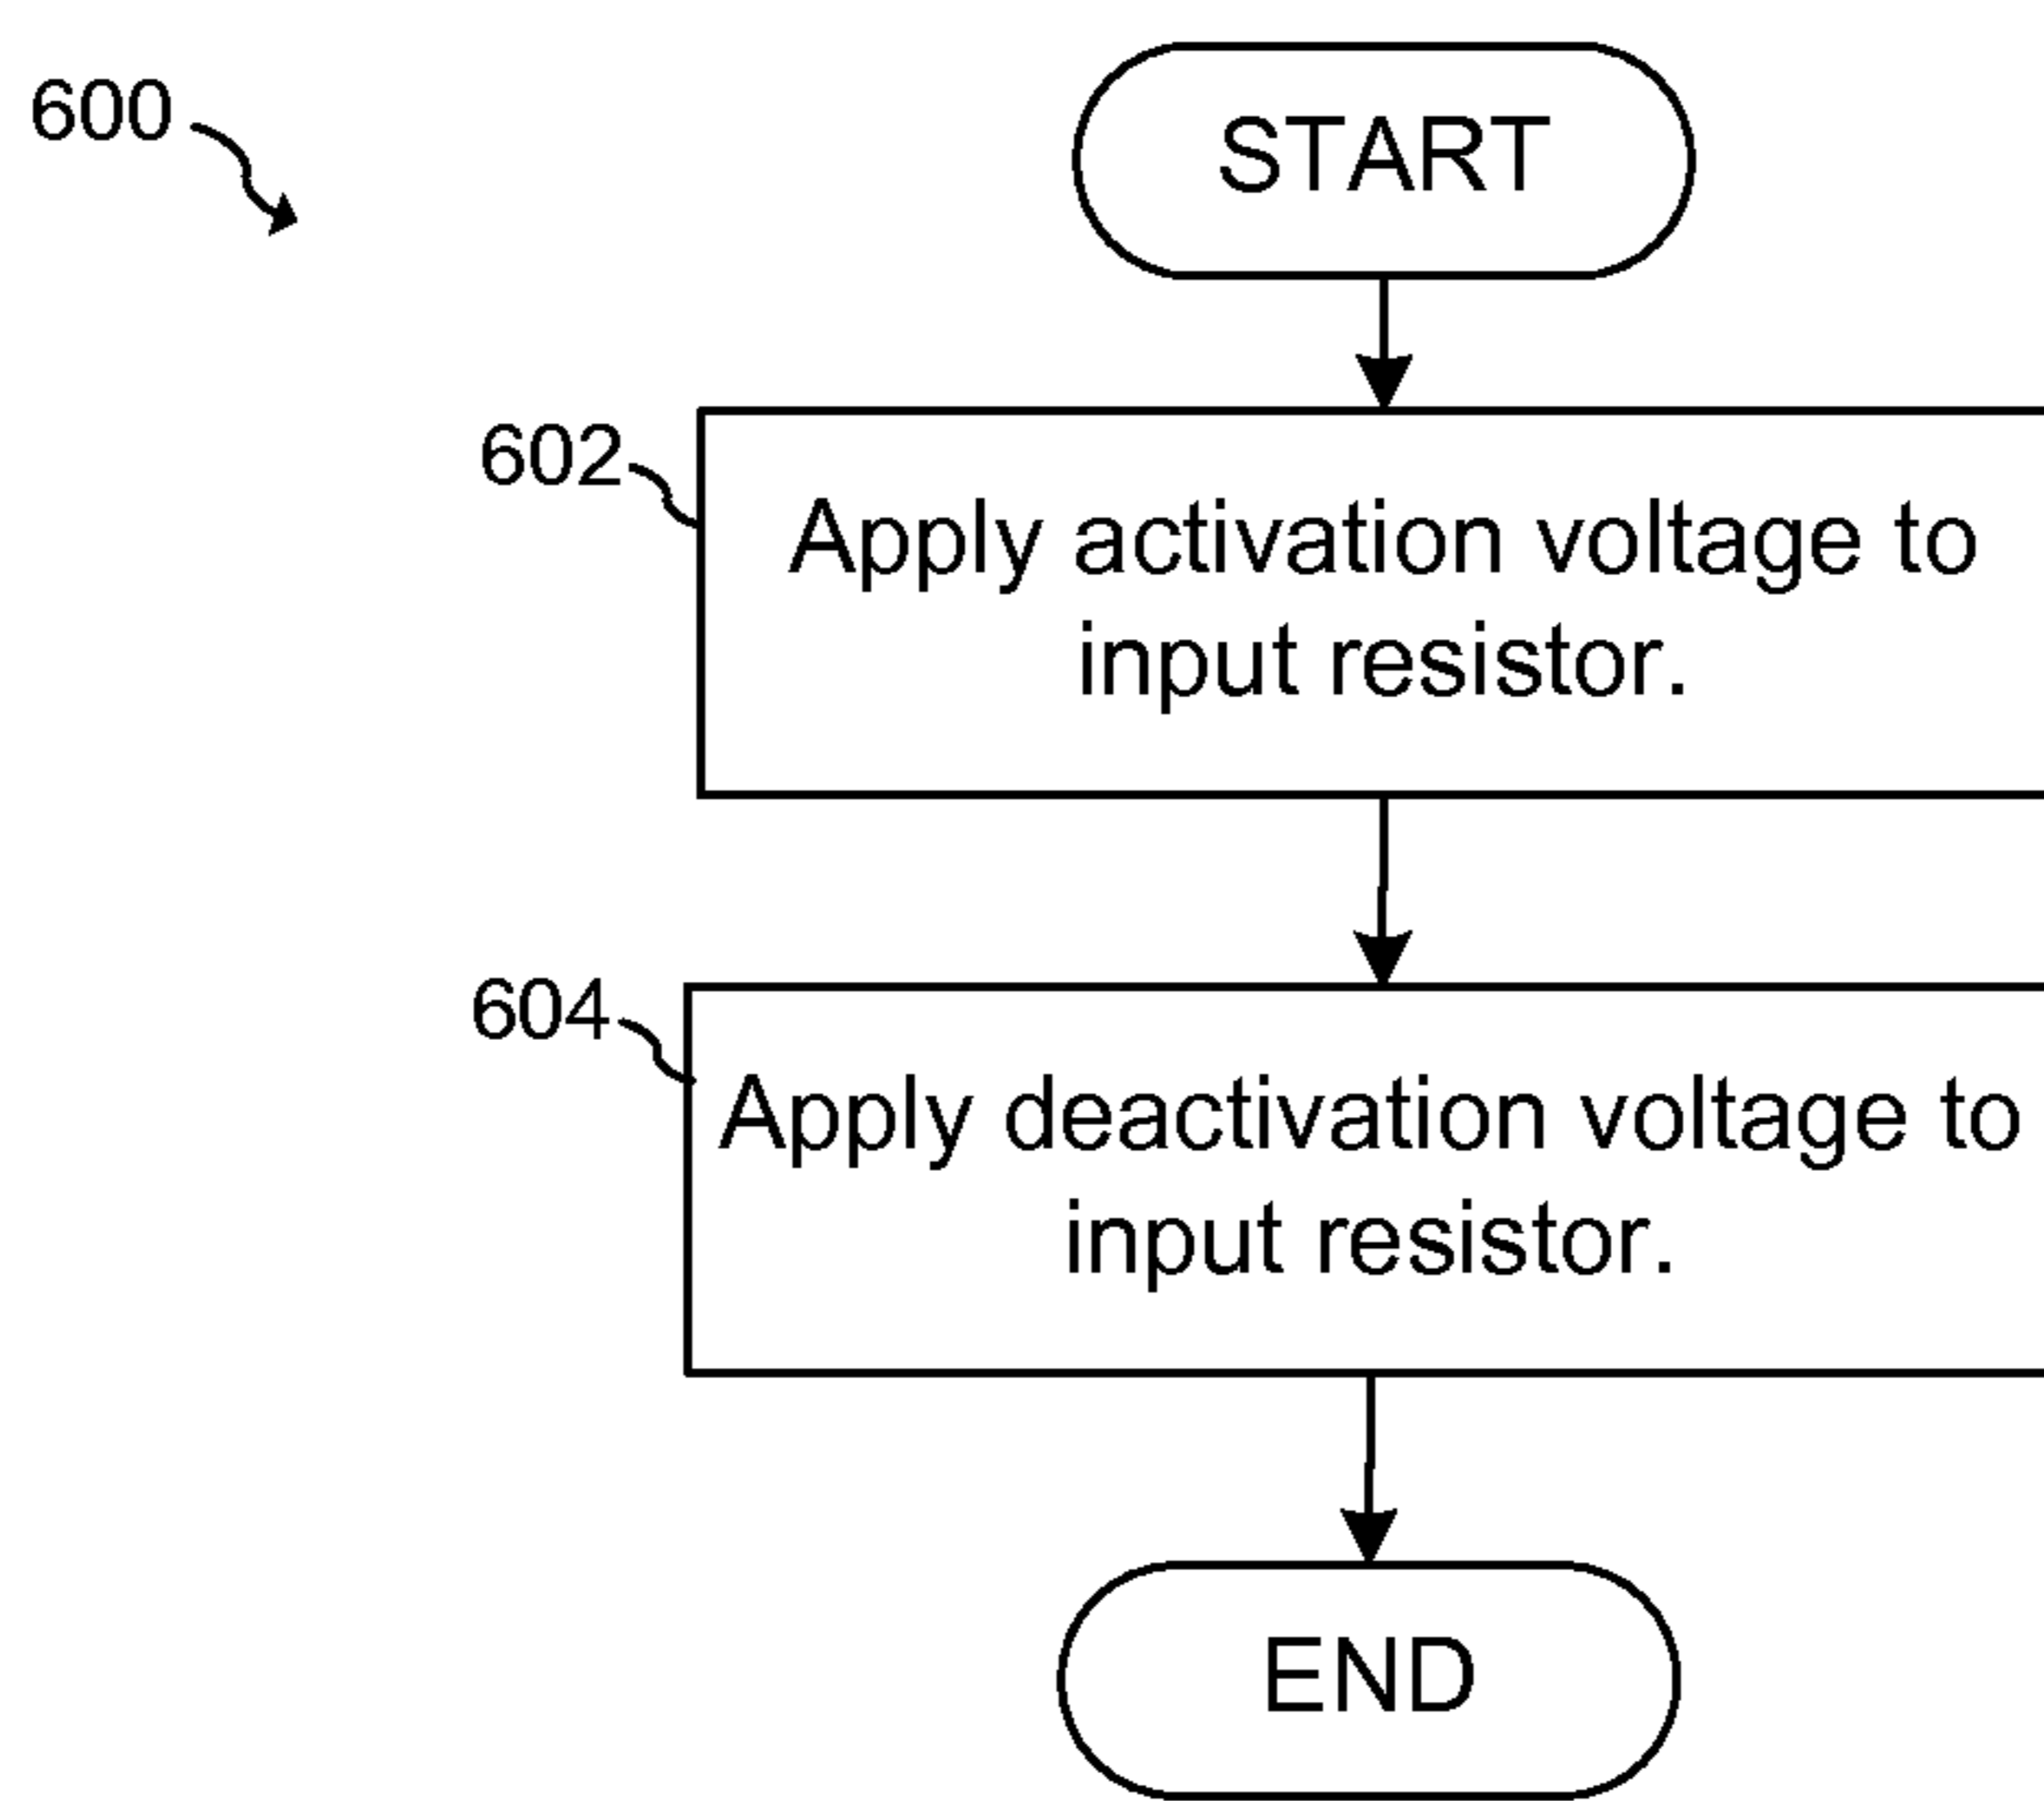 600
START
602
Apply activation voltage to
input resistor.
604
Apply deactivation voltage to
input resistor.
END